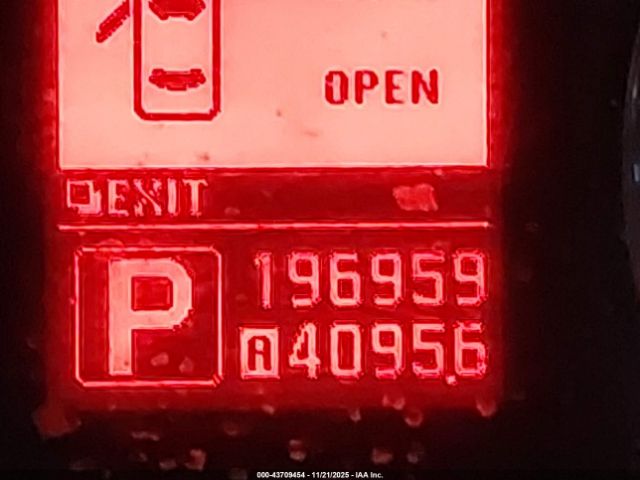 OPEN
EXIT
P
196959
A 40956
000-43709454 - 11/21/2025 - IAA Inc.